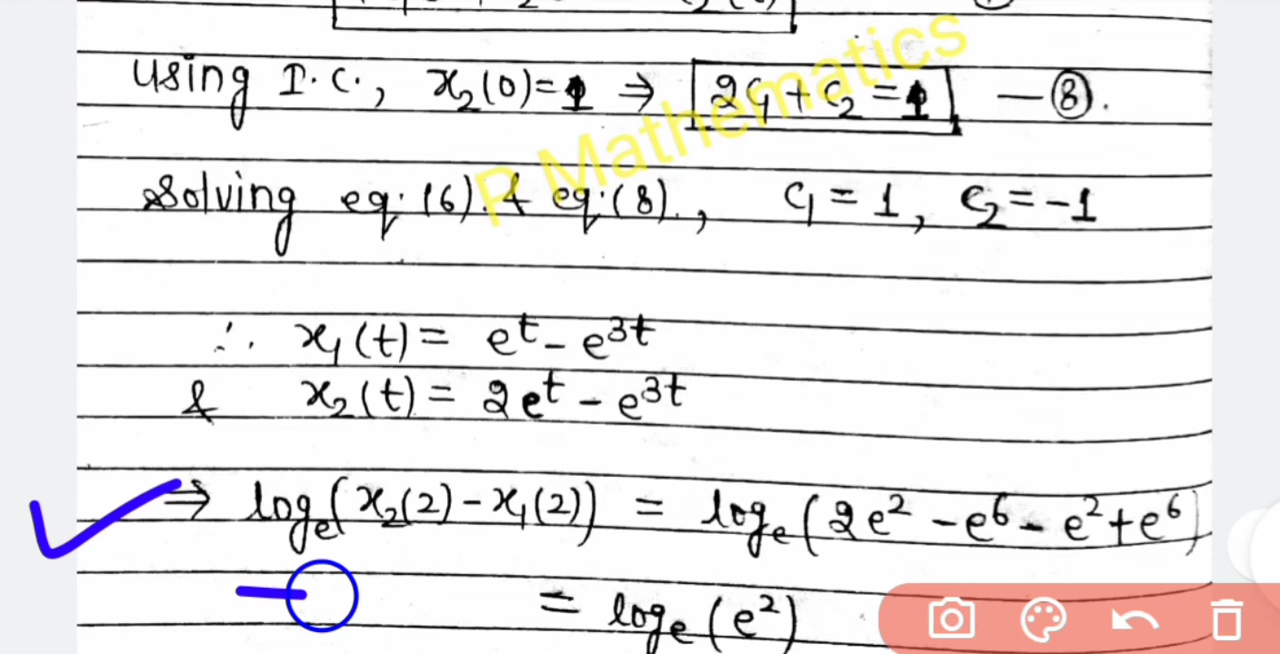 using I.C., x₂(0)=1 ⇒ 2c₁+c₂=1 —⑧.
solving eq.(6) & eq.(8)., c₁ = 1, c₂=-1
∴ x₁(t) = eᵗ - e³ᵗ
& x₂(t) = 2eᵗ - e³ᵗ
⇒ logₑ(x₂(2) - x₁(2)) = logₑ(2e² - e⁶ - e² + e⁶)
= logₑ(e²)
R Mathematics